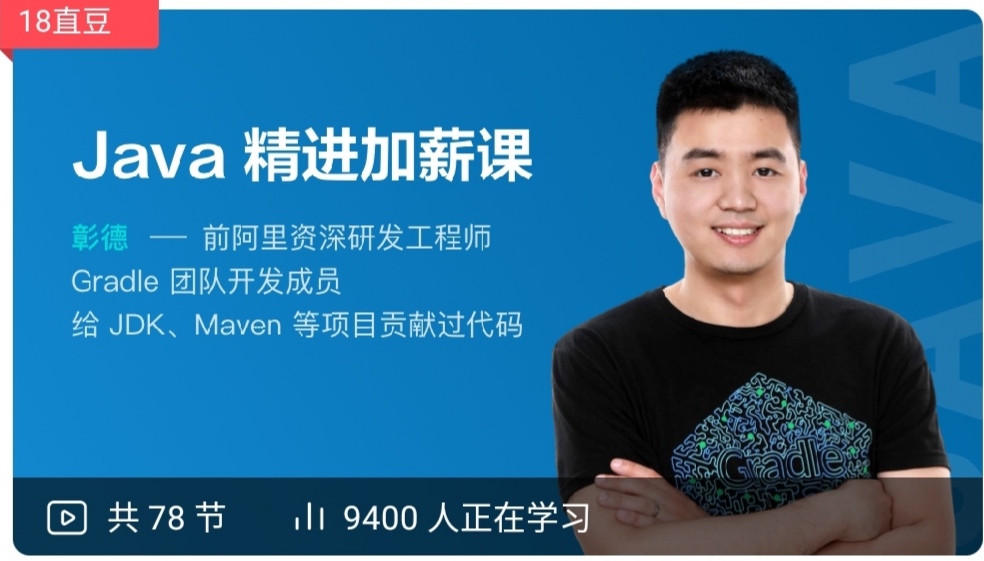 18直豆
JAVA
Java 精进加薪课
彰德 — 前阿里资深研发工程师
Gradle 团队开发成员
给 JDK、Maven 等项目贡献过代码
Gradle
共 78 节
9400 人正在学习